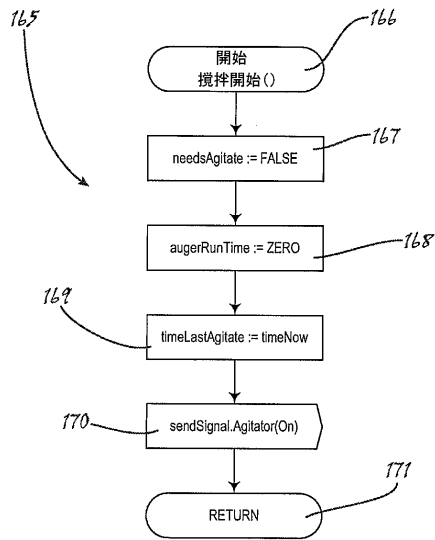 165
166
開始
攪拌開始()
167
needsAgitate := FALSE
augerRunTime := ZERO
168
169
timeLastAgitate := timeNow
170
sendSignal.Agitator(On)
171
RETURN